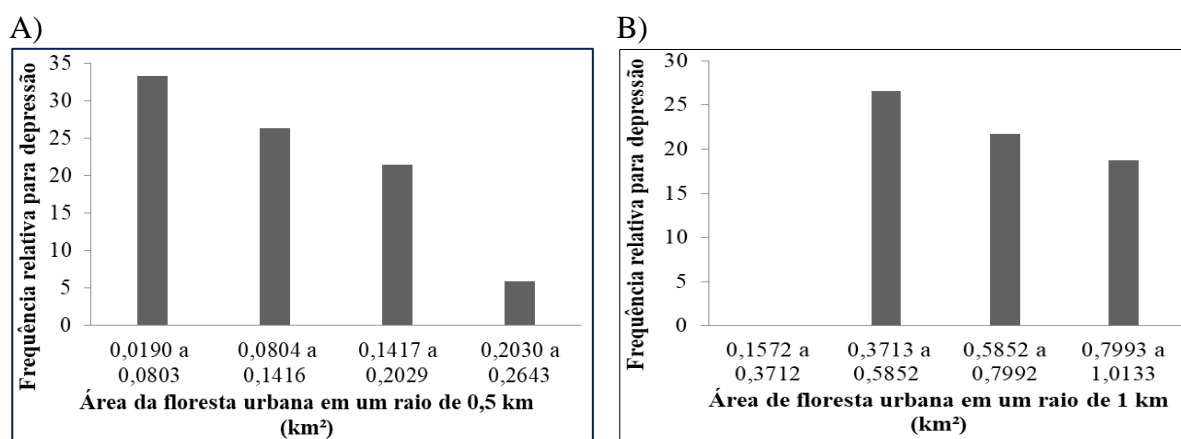 A)
Frequência relativa para depressão
35
30
25
20
15
10
5
0
0,0190 a 0,0804 a 0,1417 a 0,2030 a
0,0803 0,1416 0,2029 0,2643
Área da floresta urbana em um raio de 0,5 km
(km²)
B)
Frequência relativa para depressão
30
25
20
15
10
5
0
0,1572 a 0,3713 a 0,5852 a 0,7993 a
0,3712 0,5852 0,7992 1,0133
Área de floresta urbana em um raio de 1 km
(km²)